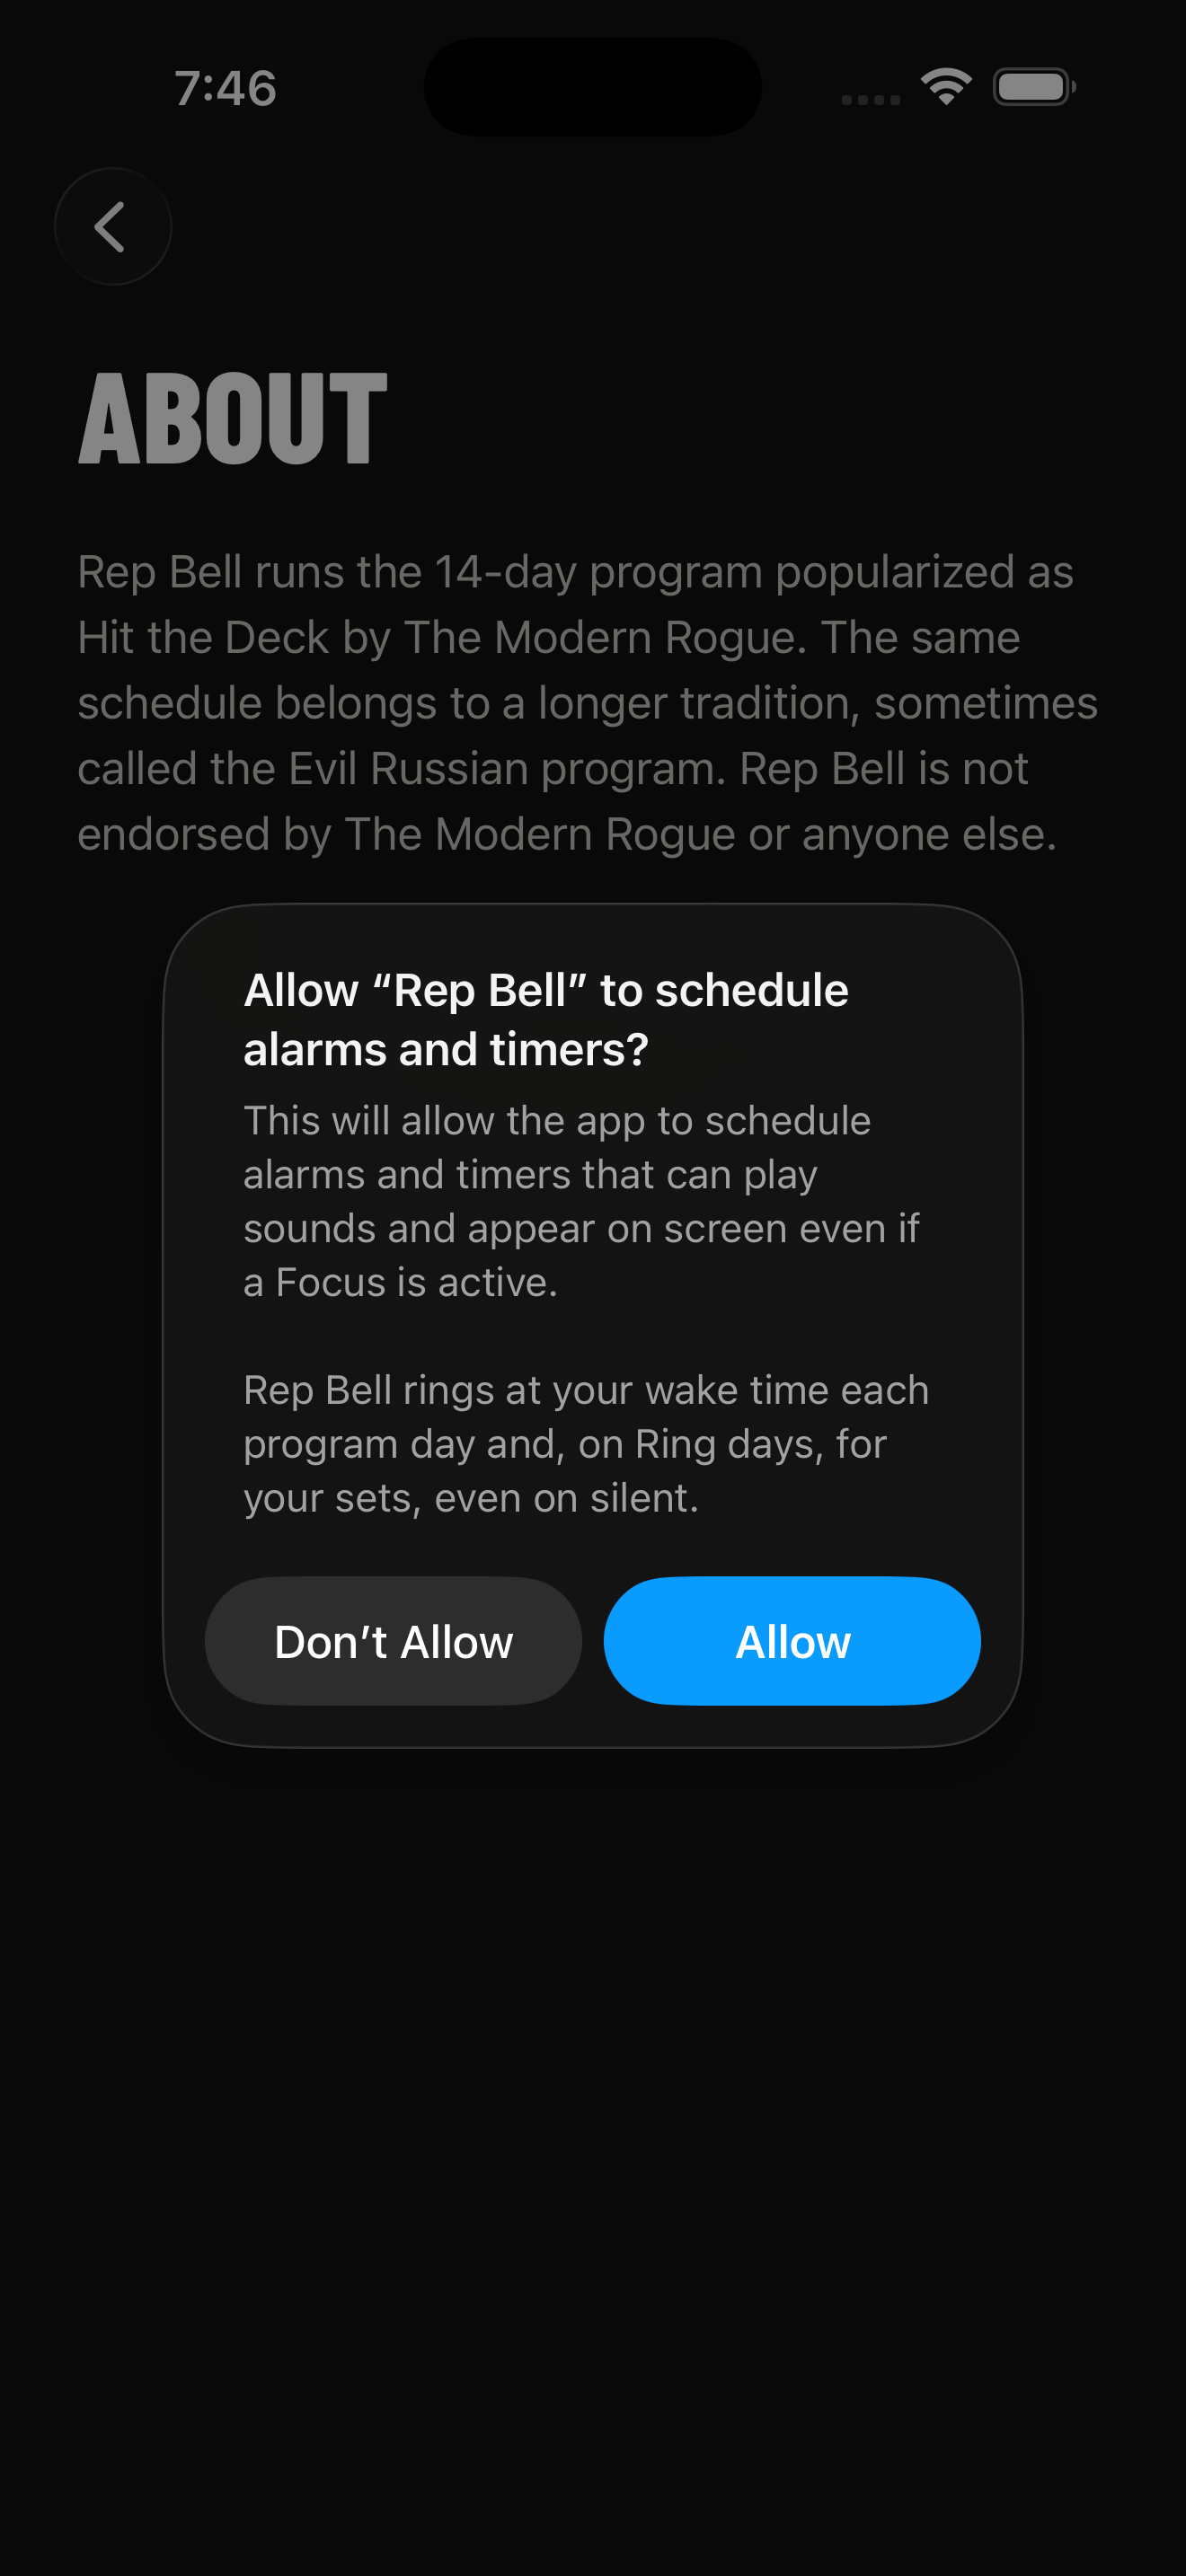 7:46
ABOUT
Rep Bell runs the 14-day program popularized as
Hit the Deck by The Modern Rogue. The same
schedule belongs to a longer tradition, sometimes
called the Evil Russian program. Rep Bell is not
endorsed by The Modern Rogue or anyone else.
Allow “Rep Bell” to schedule
alarms and timers?
This will allow the app to schedule
alarms and timers that can play
sounds and appear on screen even if
a Focus is active.
Rep Bell rings at your wake time each
program day and, on Ring days, for
your sets, even on silent.
Don’t Allow
Allow